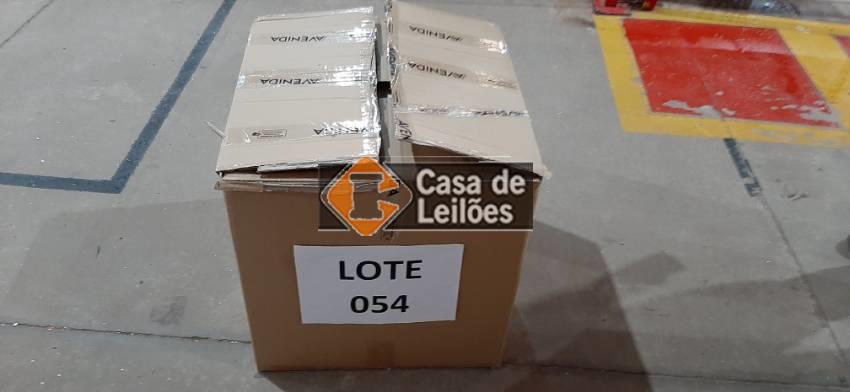 AVENIDA
AVENIDA
AVENIDA
AVENIDA
Casa de
Leilões
LOTE
054